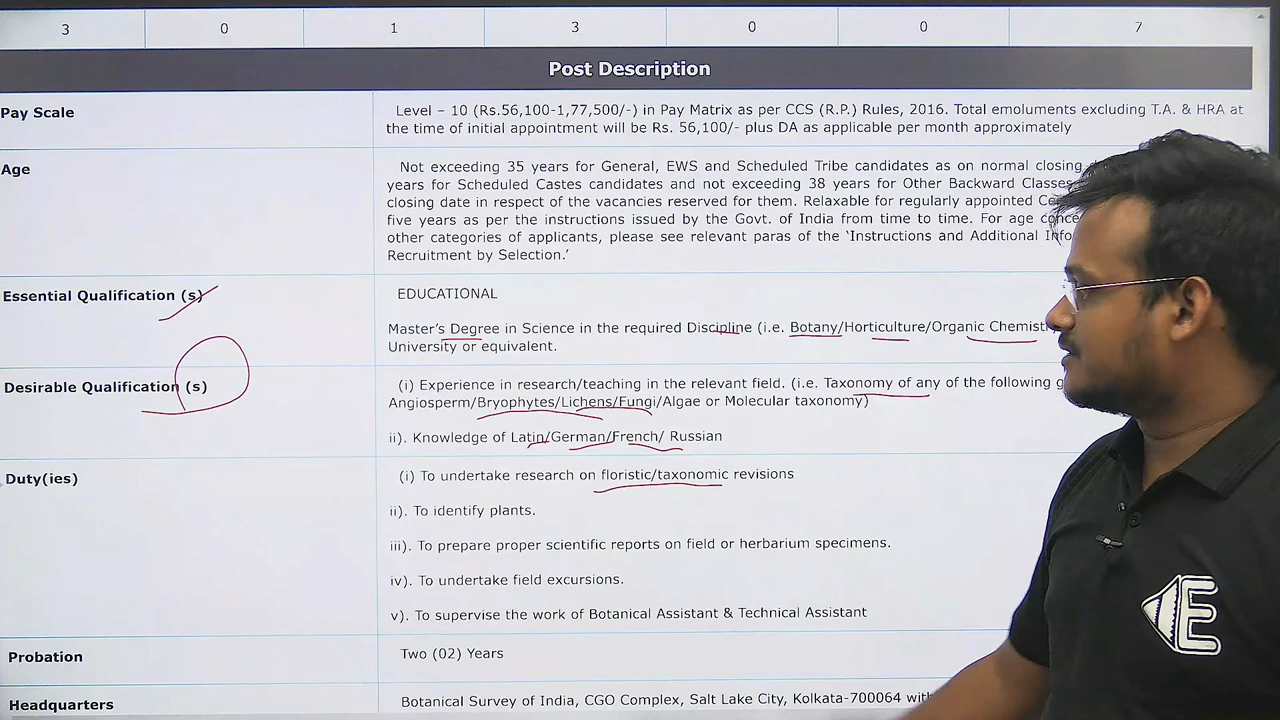 3 0 1 3 0 0 7
Post Description
Pay Scale
Level – 10 (Rs.56,100-1,77,500/-) in Pay Matrix as per CCS (R.P.) Rules, 2016. Total emoluments excluding T.A. & HRA at
the time of initial appointment will be Rs. 56,100/- plus DA as applicable per month approximately
Age
Not exceeding 35 years for General, EWS and Scheduled Tribe candidates as on normal closing
years for Scheduled Castes candidates and not exceeding 38 years for Other Backward Classes
closing date in respect of the vacancies reserved for them. Relaxable for regularly appointed
five years as per the instructions issued by the Govt. of India from time to time. For age
other categories of applicants, please see relevant paras of the ‘Instructions and Additional
Recruitment by Selection.’
Essential Qualification (s)
EDUCATIONAL
Master’s Degree in Science in the required Discipline (i.e. Botany/Horticulture/Organic
University or equivalent.
Desirable Qualification (s)
(i) Experience in research/teaching in the relevant field. (i.e. Taxonomy of any of the following
Angiosperm/Bryophytes/Lichens/Fungi/Algae or Molecular taxonomy)
ii). Knowledge of Latin/German/French/ Russian
Duty(ies)
(i) To undertake research on floristic/taxonomic revisions
ii). To identify plants.
iii). To prepare proper scientific reports on field or herbarium specimens.
iv). To undertake field excursions.
v). To supervise the work of Botanical Assistant & Technical Assistant
Probation
Two (02) Years
Headquarters
Botanical Survey of India, CGO Complex, Salt Lake City, Kolkata-700064
E